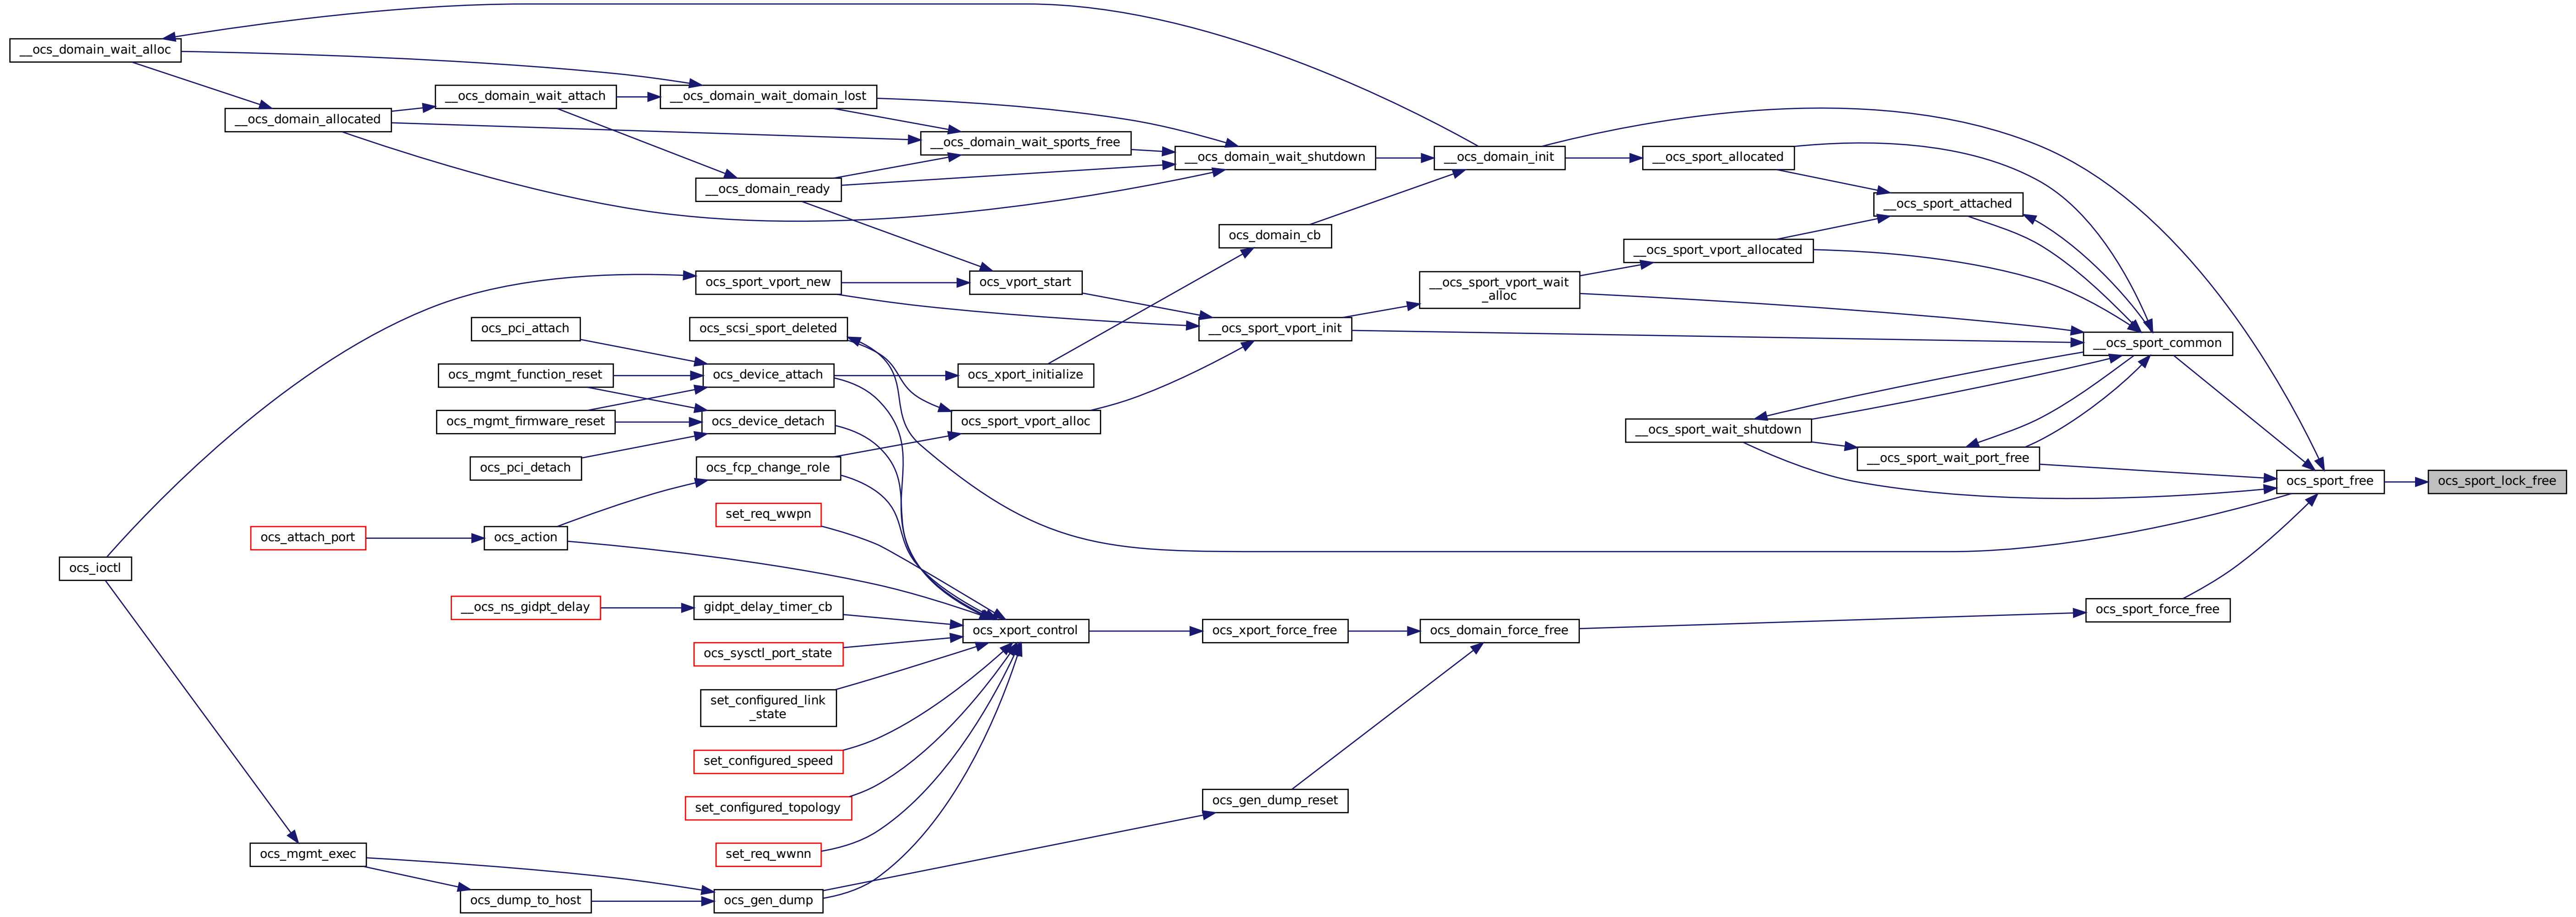 __ocs_domain_wait_alloc
__ocs_domain_wait_attach
__ocs_domain_wait_domain_lost
__ocs_domain_allocated
__ocs_domain_wait_sports_free
__ocs_domain_wait_shutdown
__ocs_domain_init
__ocs_sport_allocated
__ocs_domain_ready
__ocs_sport_attached
ocs_domain_cb
__ocs_sport_vport_allocated
ocs_sport_vport_new
ocs_vport_start
__ocs_sport_vport_wait
_alloc
ocs_pci_attach
ocs_scsi_sport_deleted
__ocs_sport_vport_init
__ocs_sport_common
ocs_mgmt_function_reset
ocs_device_attach
ocs_xport_initialize
ocs_mgmt_firmware_reset
ocs_device_detach
ocs_sport_vport_alloc
__ocs_sport_wait_shutdown
ocs_pci_detach
ocs_fcp_change_role
__ocs_sport_wait_port_free
ocs_sport_free
ocs_sport_lock_free
set_req_wwpn
ocs_attach_port
ocs_action
ocs_ioctl
__ocs_ns_gidpt_delay
gidpt_delay_timer_cb
ocs_sport_force_free
ocs_xport_control
ocs_xport_force_free
ocs_domain_force_free
ocs_sysctl_port_state
set_configured_link
_state
set_configured_speed
set_configured_topology
ocs_gen_dump_reset
ocs_mgmt_exec
set_req_wwnn
ocs_dump_to_host
ocs_gen_dump